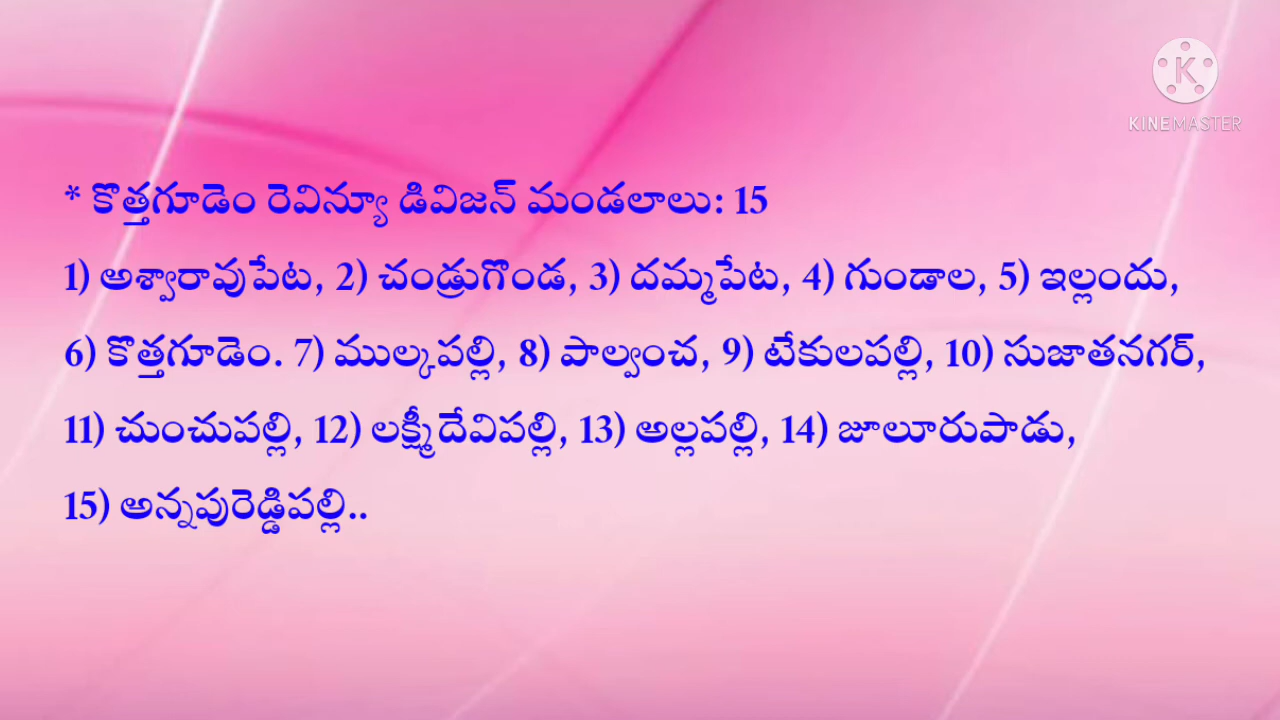 K
KINEMASTER
* కొత్తగూడెం రెవిన్యూ డివిజన్ మండలాలు: 15
1) అశ్వారావుపేట, 2) చండ్రుగొండ, 3) దమ్మపేట, 4) గుండాల, 5) ఇల్లందు,
6) కొత్తగూడెం. 7) ముల్కపల్లి, 8) పాల్వంచ, 9) టేకులపల్లి, 10) సుజాతనగర్,
11) చుంచుపల్లి, 12) లక్ష్మీదేవిపల్లి, 13) అల్లపల్లి, 14) జూలూరుపాడు,
15) అన్నపురెడ్డిపల్లి..